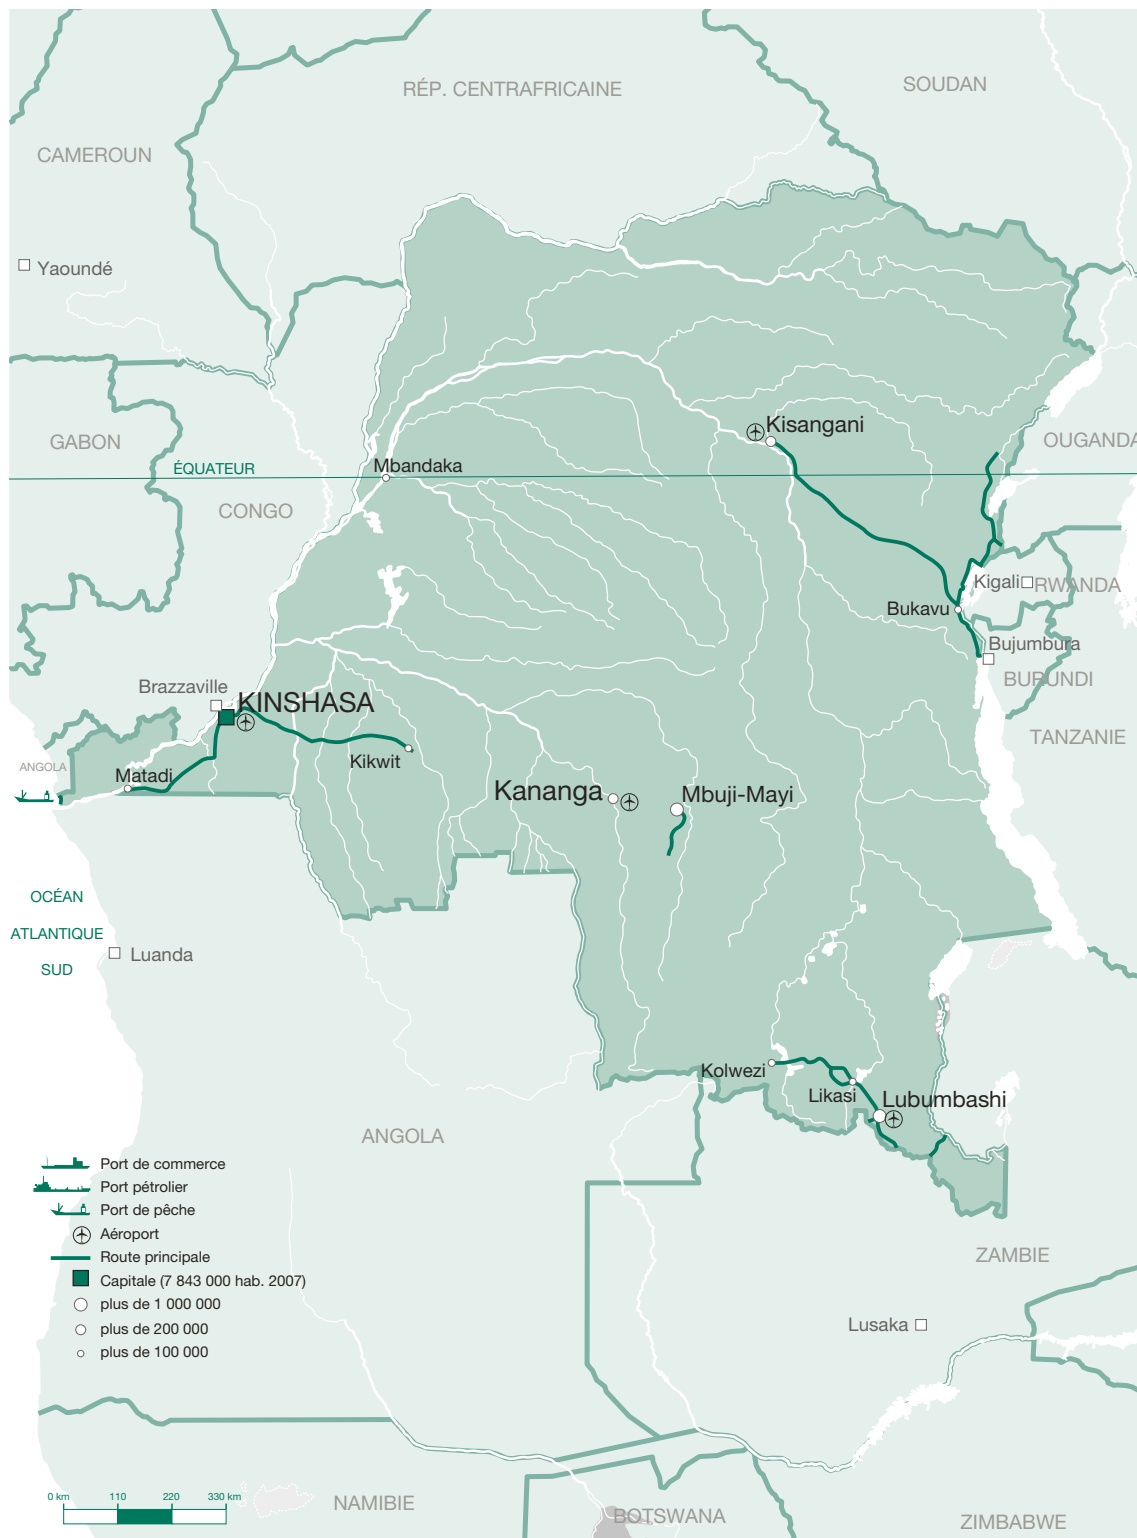 SOUDAN
RÉP. CENTRAFRICAINE
CAMEROUN
Yaoundé
Kisangani
GABON
OUGANDA
ÉQUATEUR
Mbandaka
CONGO
Kigali
RWANDA
Bukavu
Bujumbura
BURUNDI
Brazzaville
KINSHASA
TANZANIE
Kikwit
ANGOLA
Matadi
Kananga
Mbuji-Mayi
OCÉAN
ATLANTIQUE
SUD
Luanda
Kolwezi
Likasi
Lubumbashi
ANGOLA
Port de commerce
Port pétrolier
Port de pêche
Aéroport
Route principale
Capitale (7 843 000 hab. 2007)
plus de 1 000 000
plus de 200 000
plus de 100 000
ZAMBIE
Lusaka
0 km 110 220 330 km
NAMIBIE
BOTSWANA
ZIMBABWE